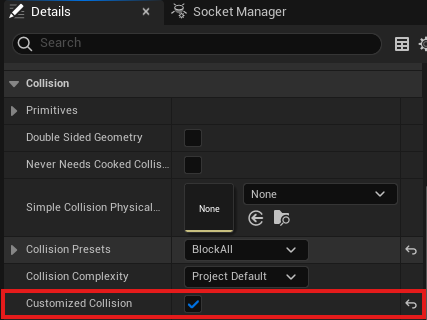 Details
Socket Manager
Search
Collision
Primitives
Double Sided Geometry
Never Needs Cooked Collis...
Simple Collision Physical...
None
None
Collision Presets
BlockAll
Collision Complexity
Project Default
Customized Collision